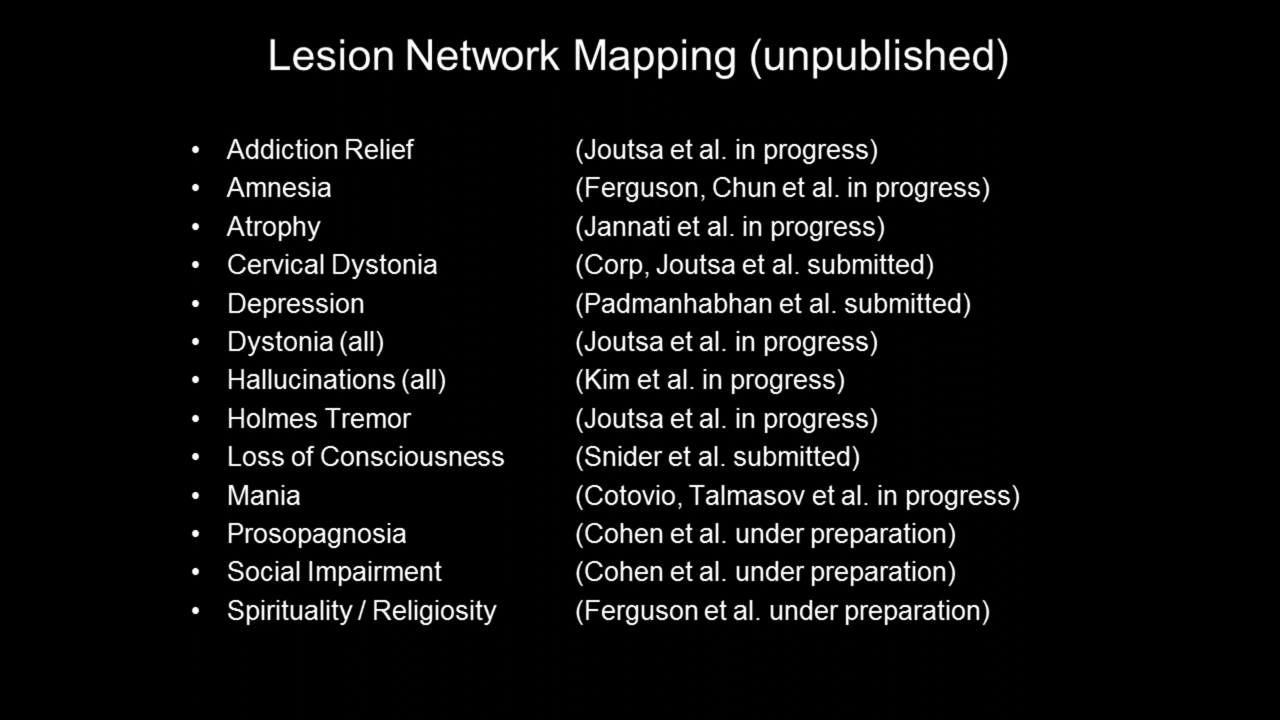 Lesion Network Mapping (unpublished)
• Addiction Relief (Joutsa et al. in progress)
• Amnesia (Ferguson, Chun et al. in progress)
• Atrophy (Jannati et al. in progress)
• Cervical Dystonia (Corp, Joutsa et al. submitted)
• Depression (Padmanhabhan et al. submitted)
• Dystonia (all) (Joutsa et al. in progress)
• Hallucinations (all) (Kim et al. in progress)
• Holmes Tremor (Joutsa et al. in progress)
• Loss of Consciousness (Snider et al. submitted)
• Mania (Cotovio, Talmasov et al. in progress)
• Prosopagnosia (Cohen et al. under preparation)
• Social Impairment (Cohen et al. under preparation)
• Spirituality / Religiosity (Ferguson et al. under preparation)